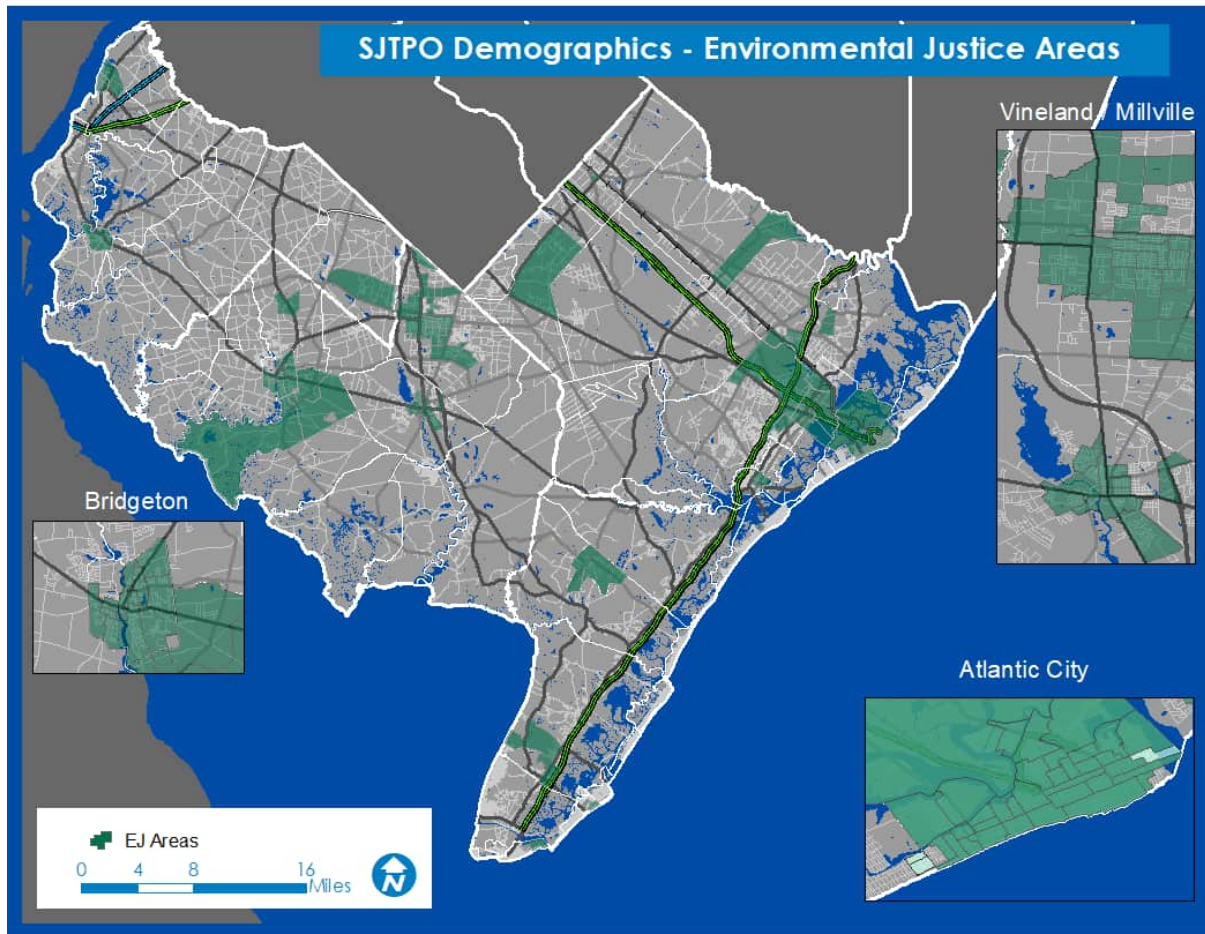 SJTPO Demographics - Environmental Justice Areas
Vineland / Millville
Bridgeton
Atlantic City
EJ Areas
0 4 8 16
Miles
N